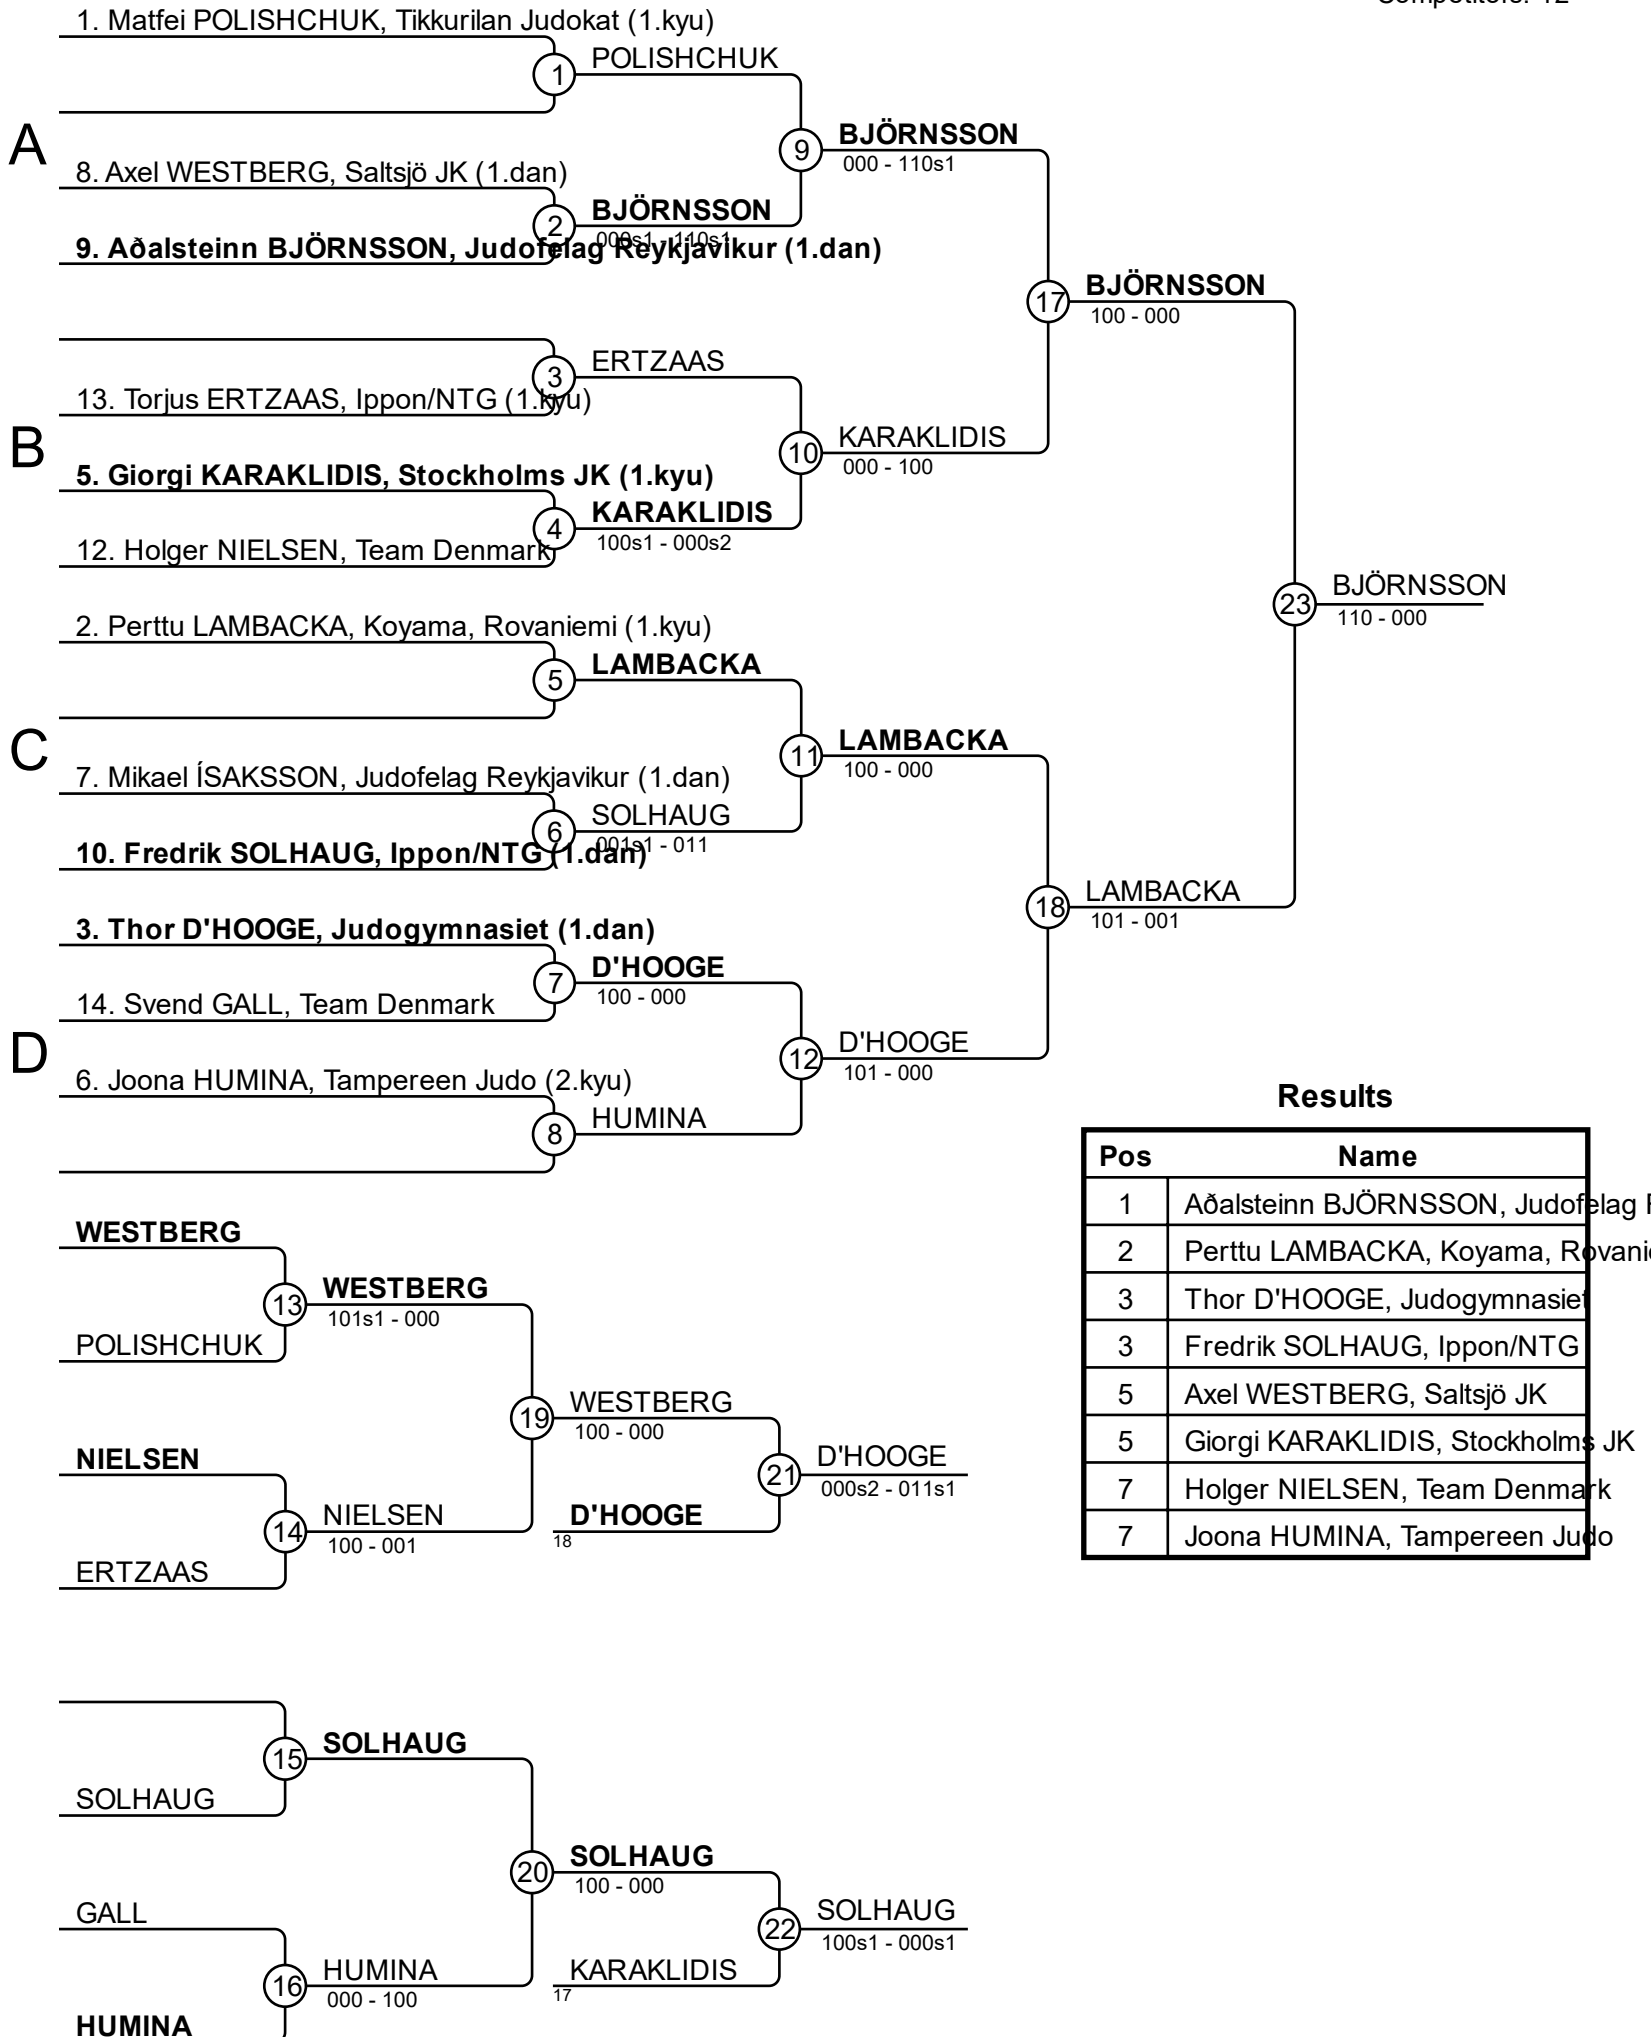 Competitors: 12
1. Matfei POLISHCHUK, Tikkurilan Judokat (1.kyu)
POLISHCHUK
1
A
BJÖRNSSON
9
000 - 110s1
8. Axel WESTBERG, Saltsjö JK (1.dan)
BJÖRNSSON
2
000s1 - 110s1
9. Aðalsteinn BJÖRNSSON, Judofelag Reykjavikur (1.dan)
BJÖRNSSON
17
100 - 000
ERTZAAS
3
13. Torjus ERTZAAS, Ippon/NTG (1.kyu)
B
KARAKLIDIS
10
000 - 100
5. Giorgi KARAKLIDIS, Stockholms JK (1.kyu)
KARAKLIDIS
4
100s1 - 000s2
12. Holger NIELSEN, Team Denmark
BJÖRNSSON
23
110 - 000
2. Perttu LAMBACKA, Koyama, Rovaniemi (1.kyu)
LAMBACKA
5
C
LAMBACKA
11
100 - 000
7. Mikael ÍSAKSSON, Judofelag Reykjavikur (1.dan)
SOLHAUG
6
001s1 - 011
10. Fredrik SOLHAUG, Ippon/NTG (1.dan)
LAMBACKA
18
101 - 001
3. Thor D'HOOGE, Judogymnasiet (1.dan)
D'HOOGE
7
100 - 000
14. Svend GALL, Team Denmark
D
D'HOOGE
12
101 - 000
6. Joona HUMINA, Tampereen Judo (2.kyu)
HUMINA
8
Results
Pos Name
1 Aðalsteinn BJÖRNSSON, Judofelag
2 Perttu LAMBACKA, Koyama, Rovani
3 Thor D'HOOGE, Judogymnasiet
3 Fredrik SOLHAUG, Ippon/NTG
5 Axel WESTBERG, Saltsjö JK
5 Giorgi KARAKLIDIS, Stockholms JK
7 Holger NIELSEN, Team Denmark
7 Joona HUMINA, Tampereen Judo
WESTBERG
WESTBERG
13
101s1 - 000
POLISHCHUK
WESTBERG
19
100 - 000
NIELSEN
D'HOOGE
21
000s2 - 011s1
NIELSEN
14
100 - 001
D'HOOGE
18
ERTZAAS
SOLHAUG
15
SOLHAUG
SOLHAUG
20
100 - 000
GALL
SOLHAUG
22
100s1 - 000s1
HUMINA
16
000 - 100
KARAKLIDIS
17
HUMINA